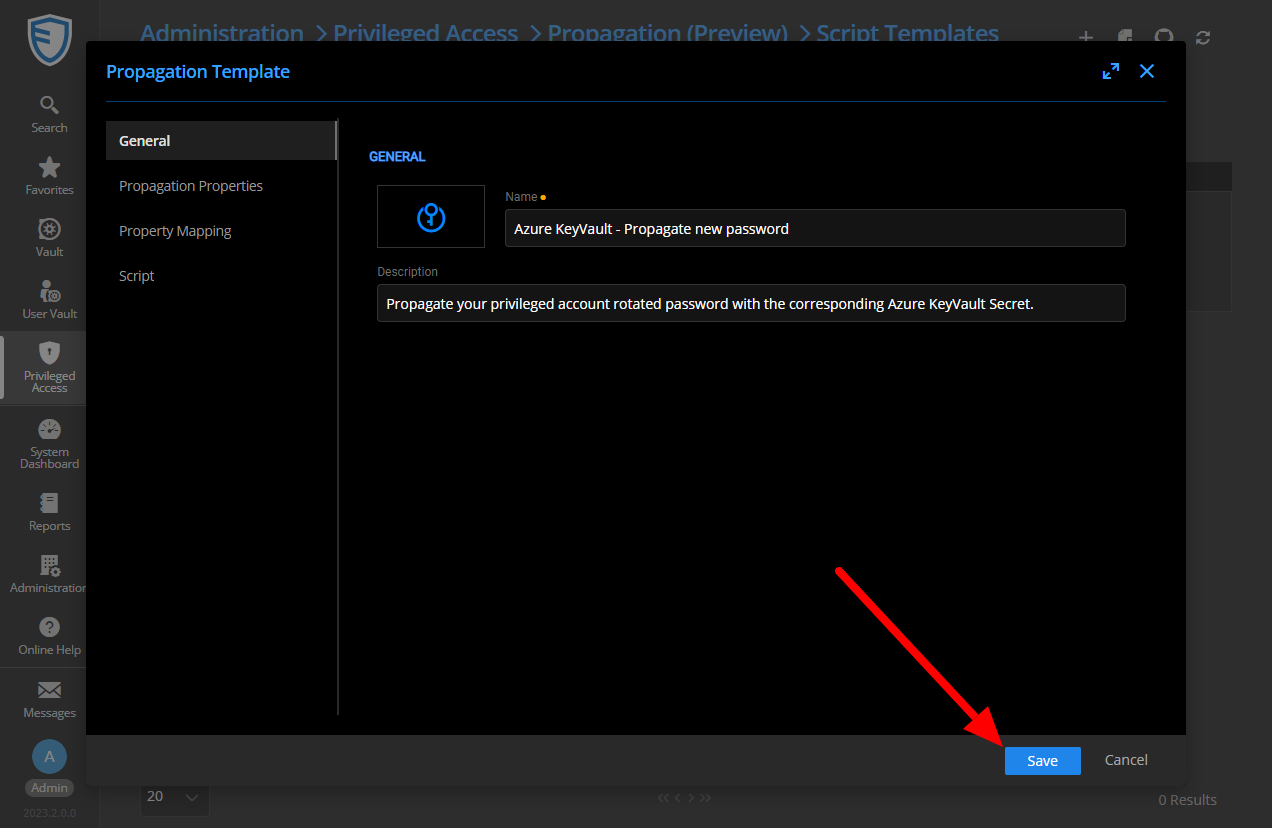 Administration > Privileged Access > Propagation (Preview) > Script Templates
Propagation Template
Search
Favorites
Vault
User Vault
Privileged
Access
System
Dashboard
Reports
Administration
Online Help
Messages
A
Admin
2023.2.0.0
General
Propagation Properties
Property Mapping
Script
GENERAL
Name
Azure KeyVault - Propagate new password
Description
Propagate your privileged account rotated password with the corresponding Azure KeyVault Secret.
Save
Cancel
20
0 Results